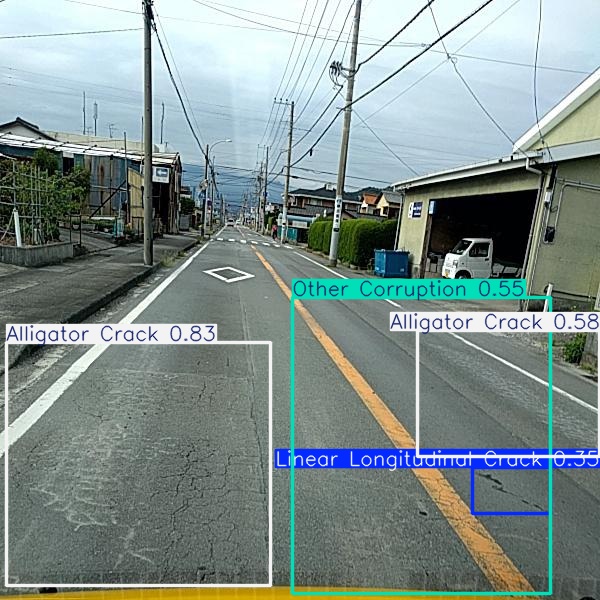 Other Corruption 0.55
Alligator Crack 0.58
Alligator Crack 0.83
Linear Longitudinal Crack 0.35